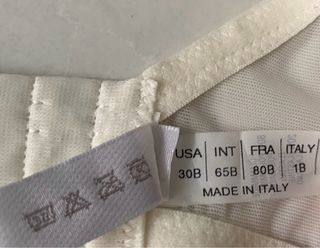 USA INT FRA ITALY
30B 65B 80B 1B
MADE IN ITALY